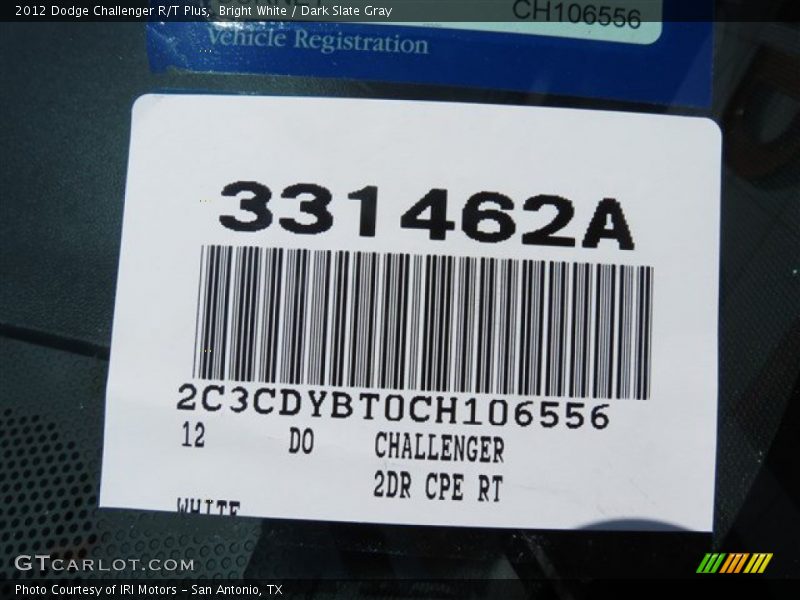 2012 Dodge Challenger R/T Plus,  Bright White / Dark Slate Gray
CH106556
Vehicle Registration
331462A
2C3CDYBT0CH106556
12 DO CHALLENGER
2DR CPE RT
WHITE
GTCARLOT.COM
Photo Courtesy of IRI Motors - San Antonio, TX